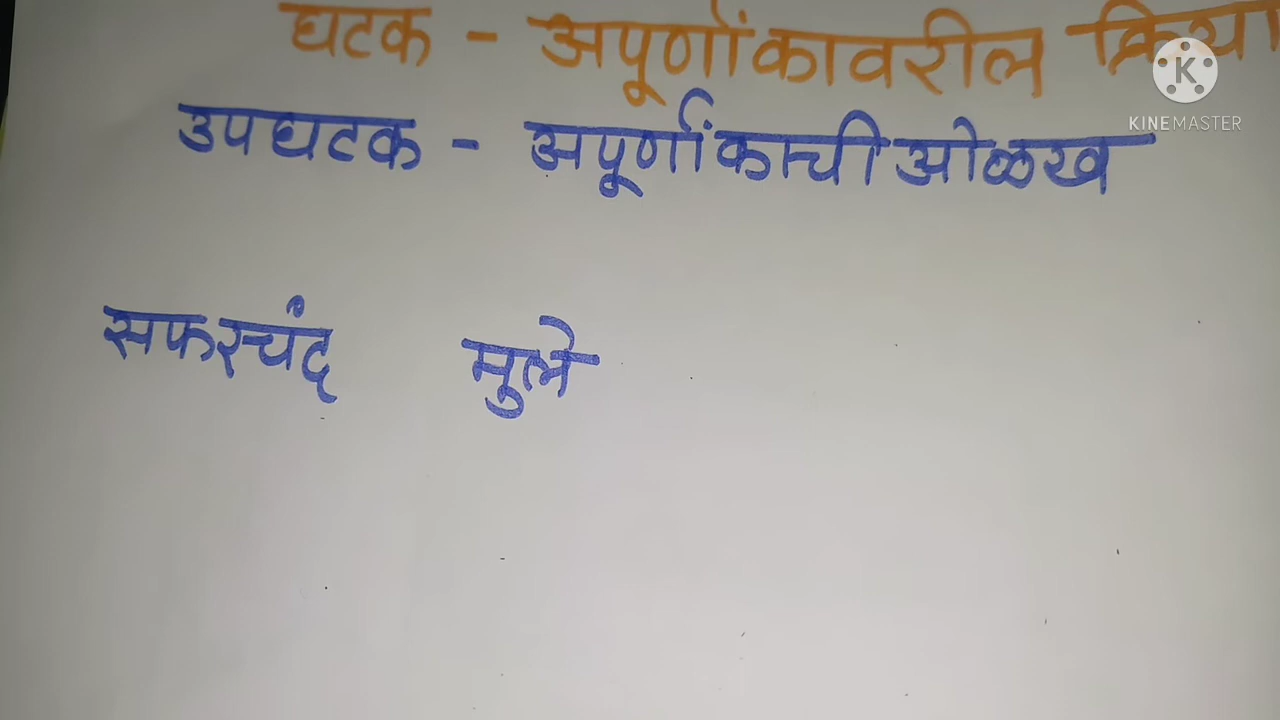 घटक - अपूर्णांकावरील क्रिया
उपघटक - अपूर्णांकाची ओळख
सफरचंद मुले
KINEMASTER